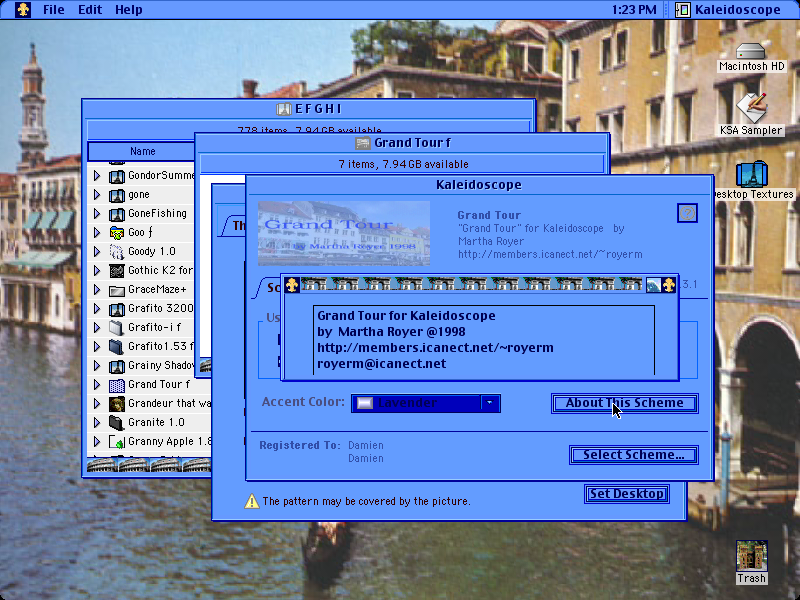 File Edit Help
1:23 PM
Kaleidoscope
Macintosh HD
KSA Sampler
esktop Textures
Trash
E F G H I
778 items, 7.94 GB available
Name
GondorSumme
gone
GoneFishing
Goo ƒ
Goody 1.0
Gothic K2 for
GraceMaze+
Grafito 3200
Grafito-i f
Grafito1.53 f
Grainy Shadow
Grand Tour f
Grandeur that wa
Granite 1.0
Granny Apple 1.8
Grand Tour f
7 items, 7.94 GB available
Kaleidoscope
Grand Tour
by Martha Royer 1998
Grand Tour
"Grand Tour" for Kaleidoscope by
Martha Royer
http://members.icanect.net/~royerm
3.1
Grand Tour for Kaleidoscope
by Martha Royer @1998
http://members.icanect.net/~royerm
royerm@icanect.net
Accent Color: Lavender
About This Scheme
Registered To: Damien
Damien
Select Scheme...
The pattern may be covered by the picture.
Set Desktop